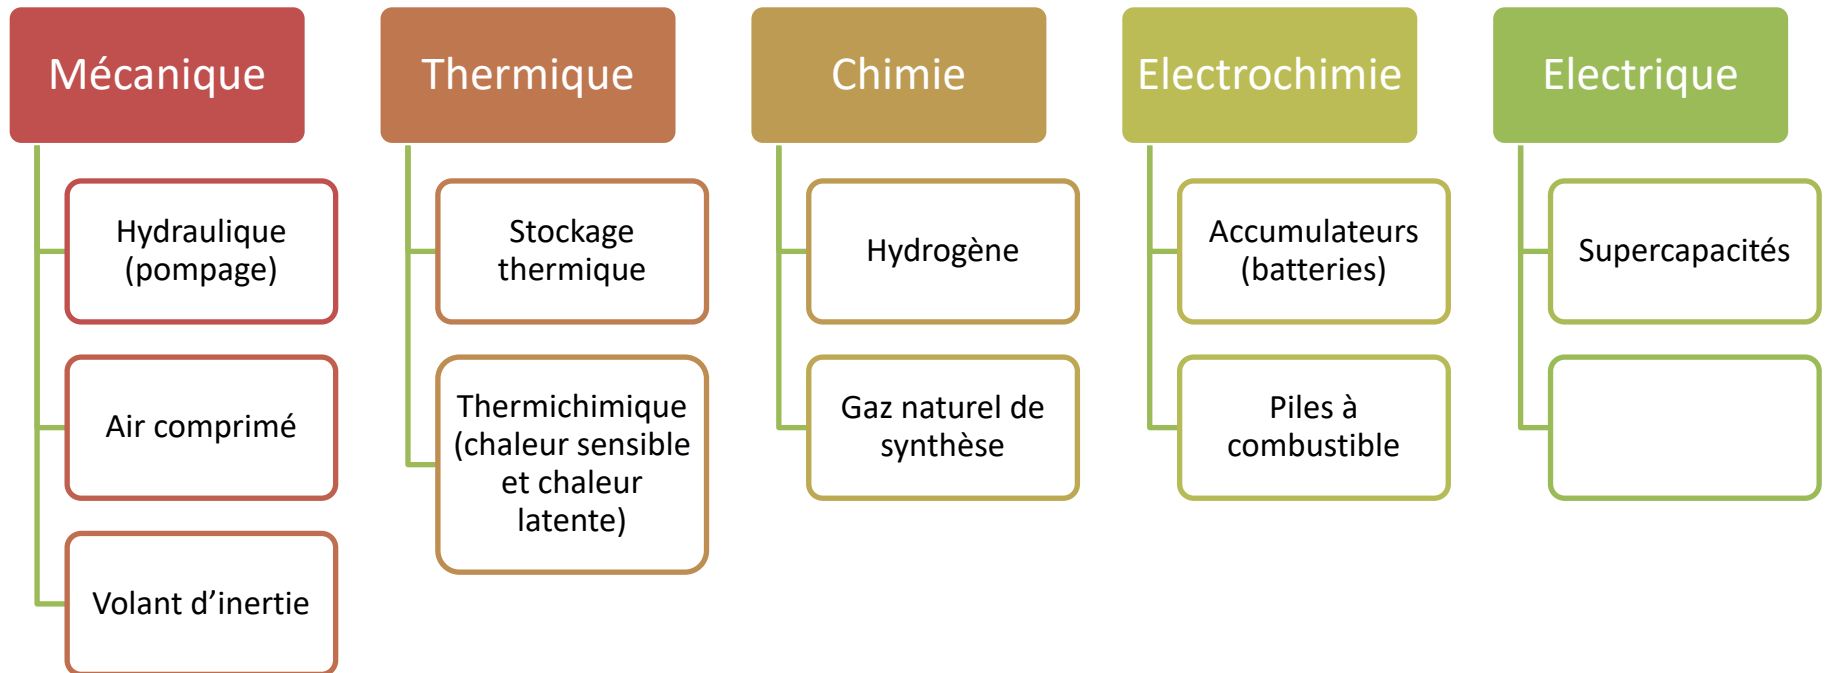 Mécanique
Hydraulique
(pompage)
Air comprimé
Volant d’inertie
Thermique
Stockage
thermique
Thermichimique
(chaleur sensible
et chaleur
latente)
Chimie
Hydrogène
Gaz naturel de
synthèse
Electrochimie
Accumulateurs
(batteries)
Piles à
combustible
Electrique
Supercapacités